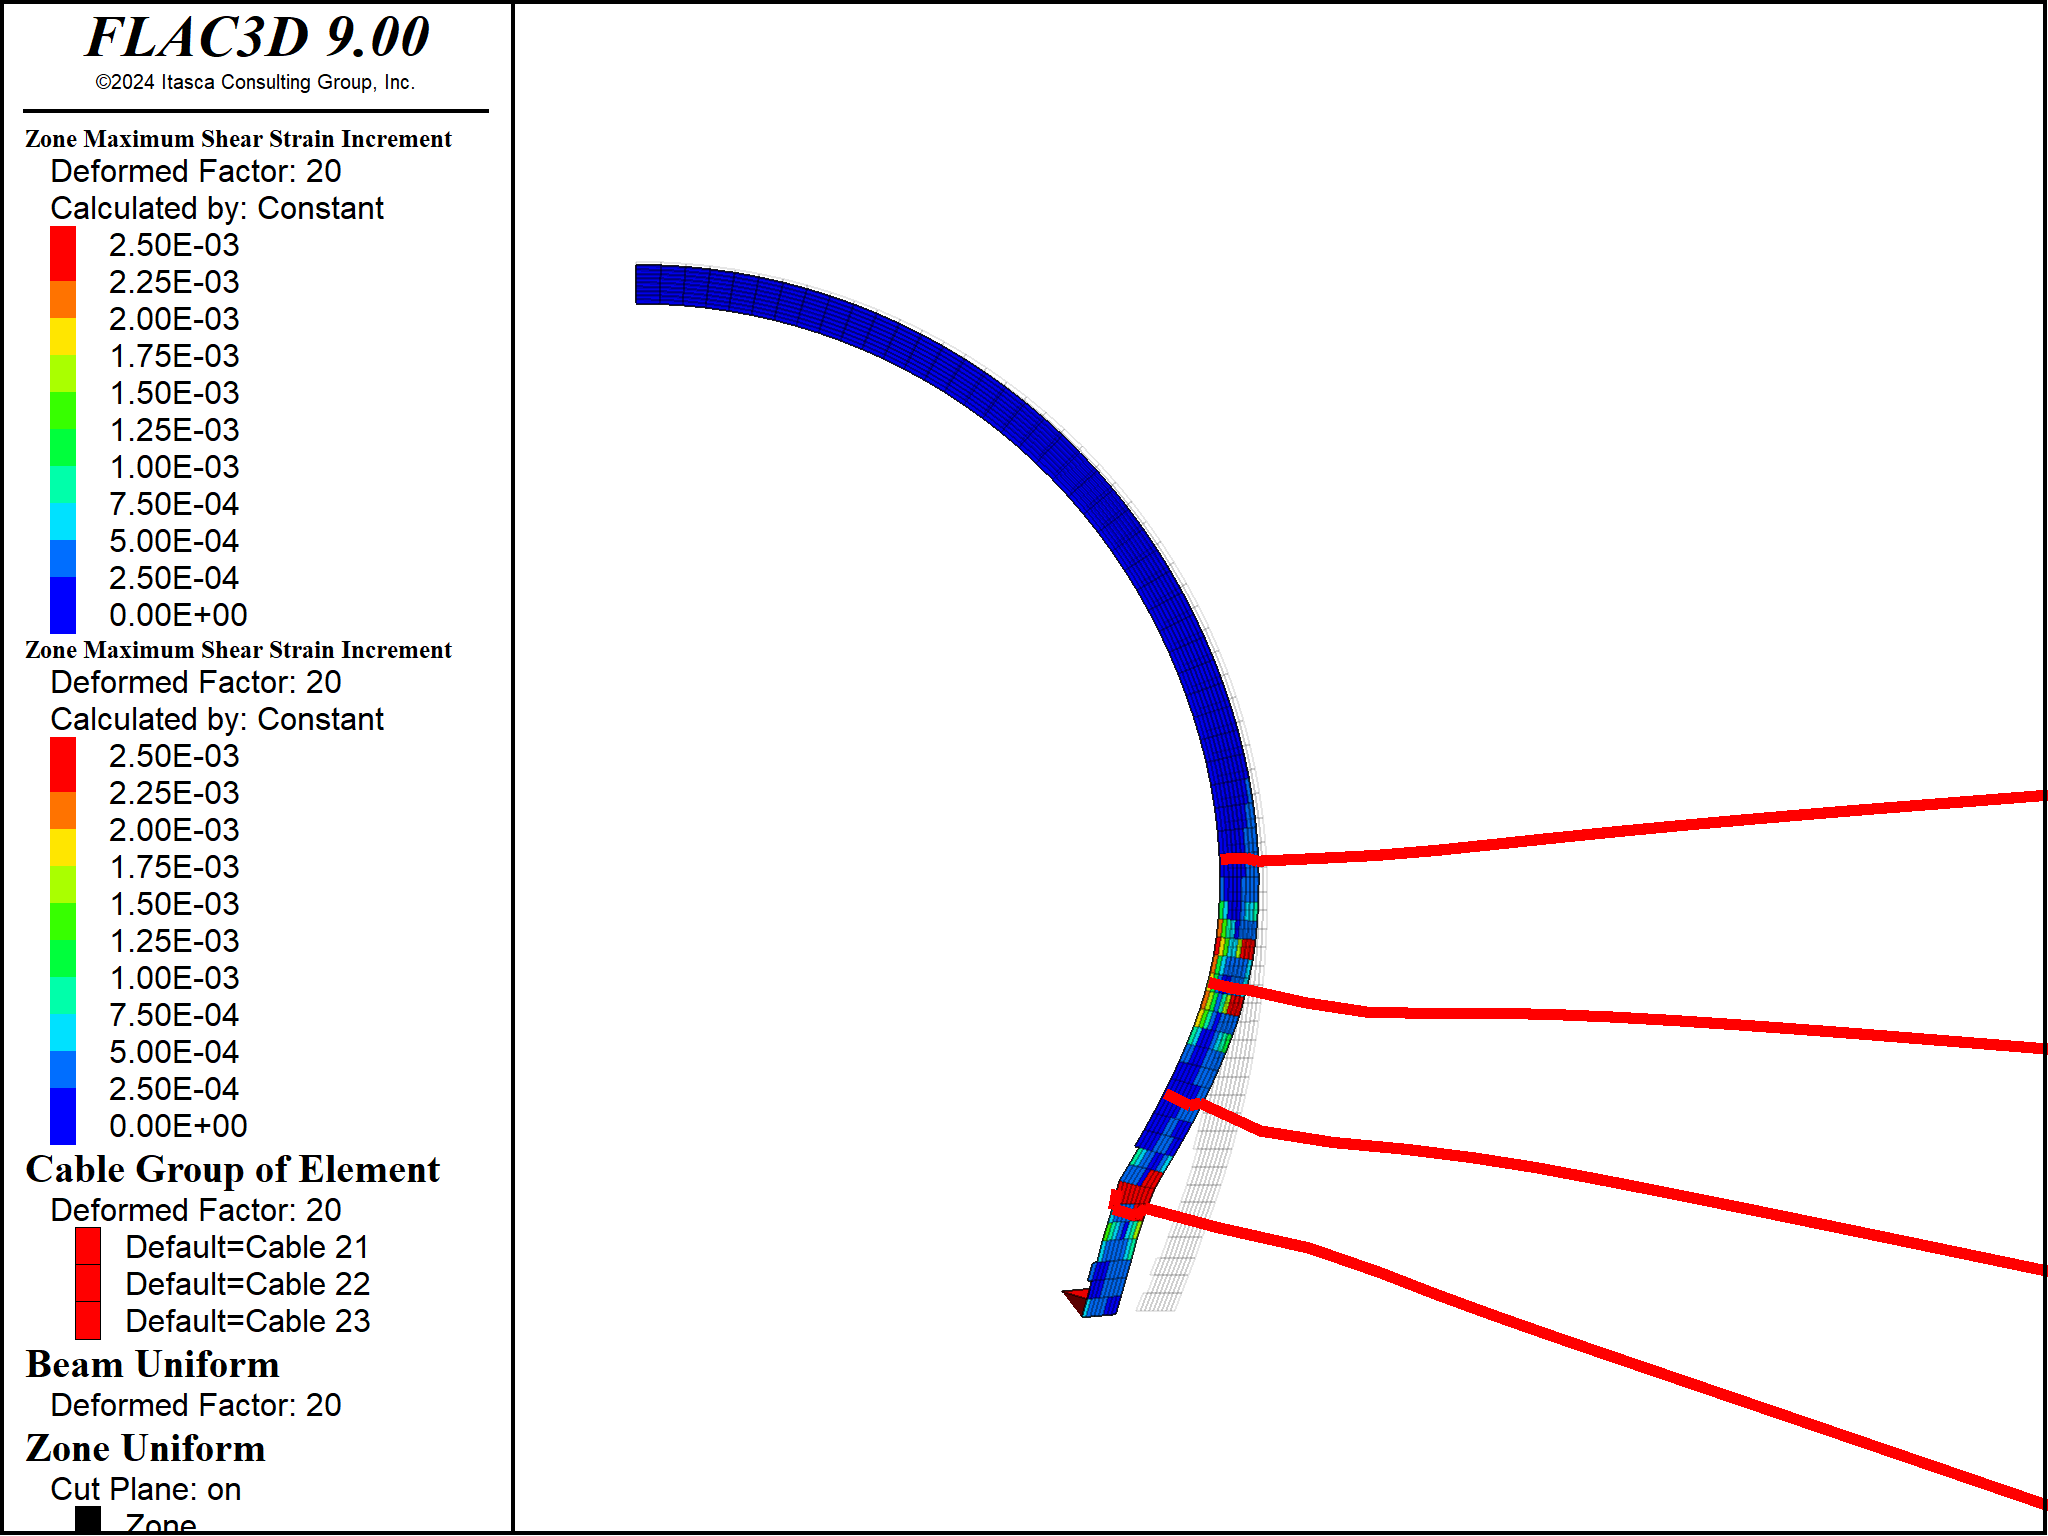 FLAC3D 9.00
©2024 Itasca Consulting Group, Inc.
Zone Maximum Shear Strain Increment
Deformed Factor: 20
Calculated by: Constant
2.50E-03
2.25E-03
2.00E-03
1.75E-03
1.50E-03
1.25E-03
1.00E-03
7.50E-04
5.00E-04
2.50E-04
0.00E+00
Zone Maximum Shear Strain Increment
Deformed Factor: 20
Calculated by: Constant
2.50E-03
2.25E-03
2.00E-03
1.75E-03
1.50E-03
1.25E-03
1.00E-03
7.50E-04
5.00E-04
2.50E-04
0.00E+00
Cable Group of Element
Deformed Factor: 20
Default=Cable 21
Default=Cable 22
Default=Cable 23
Beam Uniform
Deformed Factor: 20
Zone Uniform
Cut Plane: on
Zone